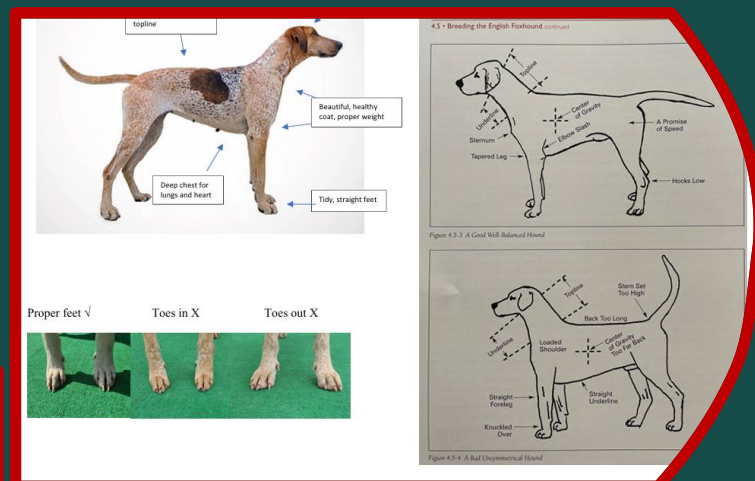 topline
Beautiful, healthy
coat, proper weight
Deep chest for
lungs and heart
Tidy, straight feet
Proper feet √
Toes in X
Toes out X
4.5 • Breeding the English Foxhound continued
Topline
Underline
Center
of Gravity
Sternum
Elbow Slash
Tapered Leg
A Promise
of Speed
Hocks Low
Figure 4.5-3 A Good Well-Balanced Hound
Topline
Stern Set
Too High
Back Too Long
Underline
Loaded
Shoulder
Center
of Gravity
Too Far Back
Straight
Foreleg
Straight
Underline
Knuckled
Over
Figure 4.5-4 A Bad Unsymmetrical Hound